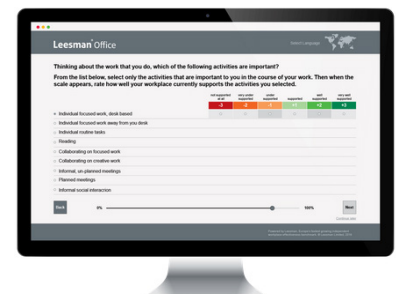 Leesman Office
Select Language
Thinking about the work that you do, which of the following activities are important?
From the list below, select only the activities that are important to you in the course of your work. Then when the
scale appears, rate how well your workplace currently supports the activities you selected.
not supported at all
very under supported
under supported
supported
well supported
very well supported
-3 -2 -1 +1 +2 +3
Individual focused work, desk based
Individual focused work away from you desk
Individual routine tasks
Reading
Collaborating on focused work
Collaborating on creative work
Informal, un-planned meetings
Planned meetings
Informal social interaction
Back
0%
100%
Next
Continue later